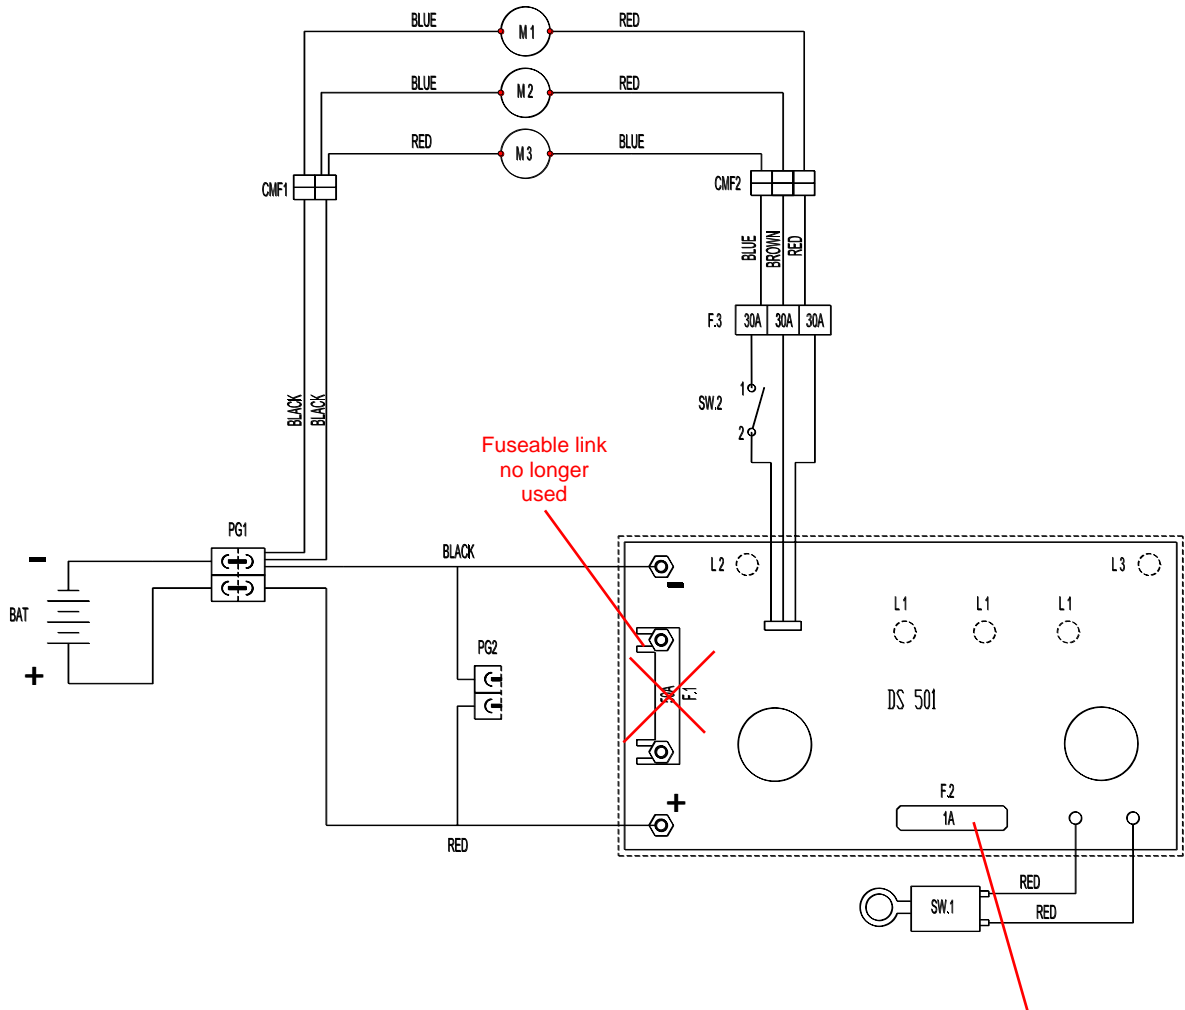 BLUE
M1
RED
BLUE
M2
RED
RED
M3
BLUE
CMF1
CMF2
BLUE
BROWN
RED
F.3
30A
30A
30A
BLACK
BLACK
1
SW.2
2
Fuseable link
no longer
used
PG1
-
BLACK
BAT
+
PG2
RED
-
L2
L3
L1
L1
L1
30A
F.1
DS 501
+
F.2
1A
RED
RED
SW.1